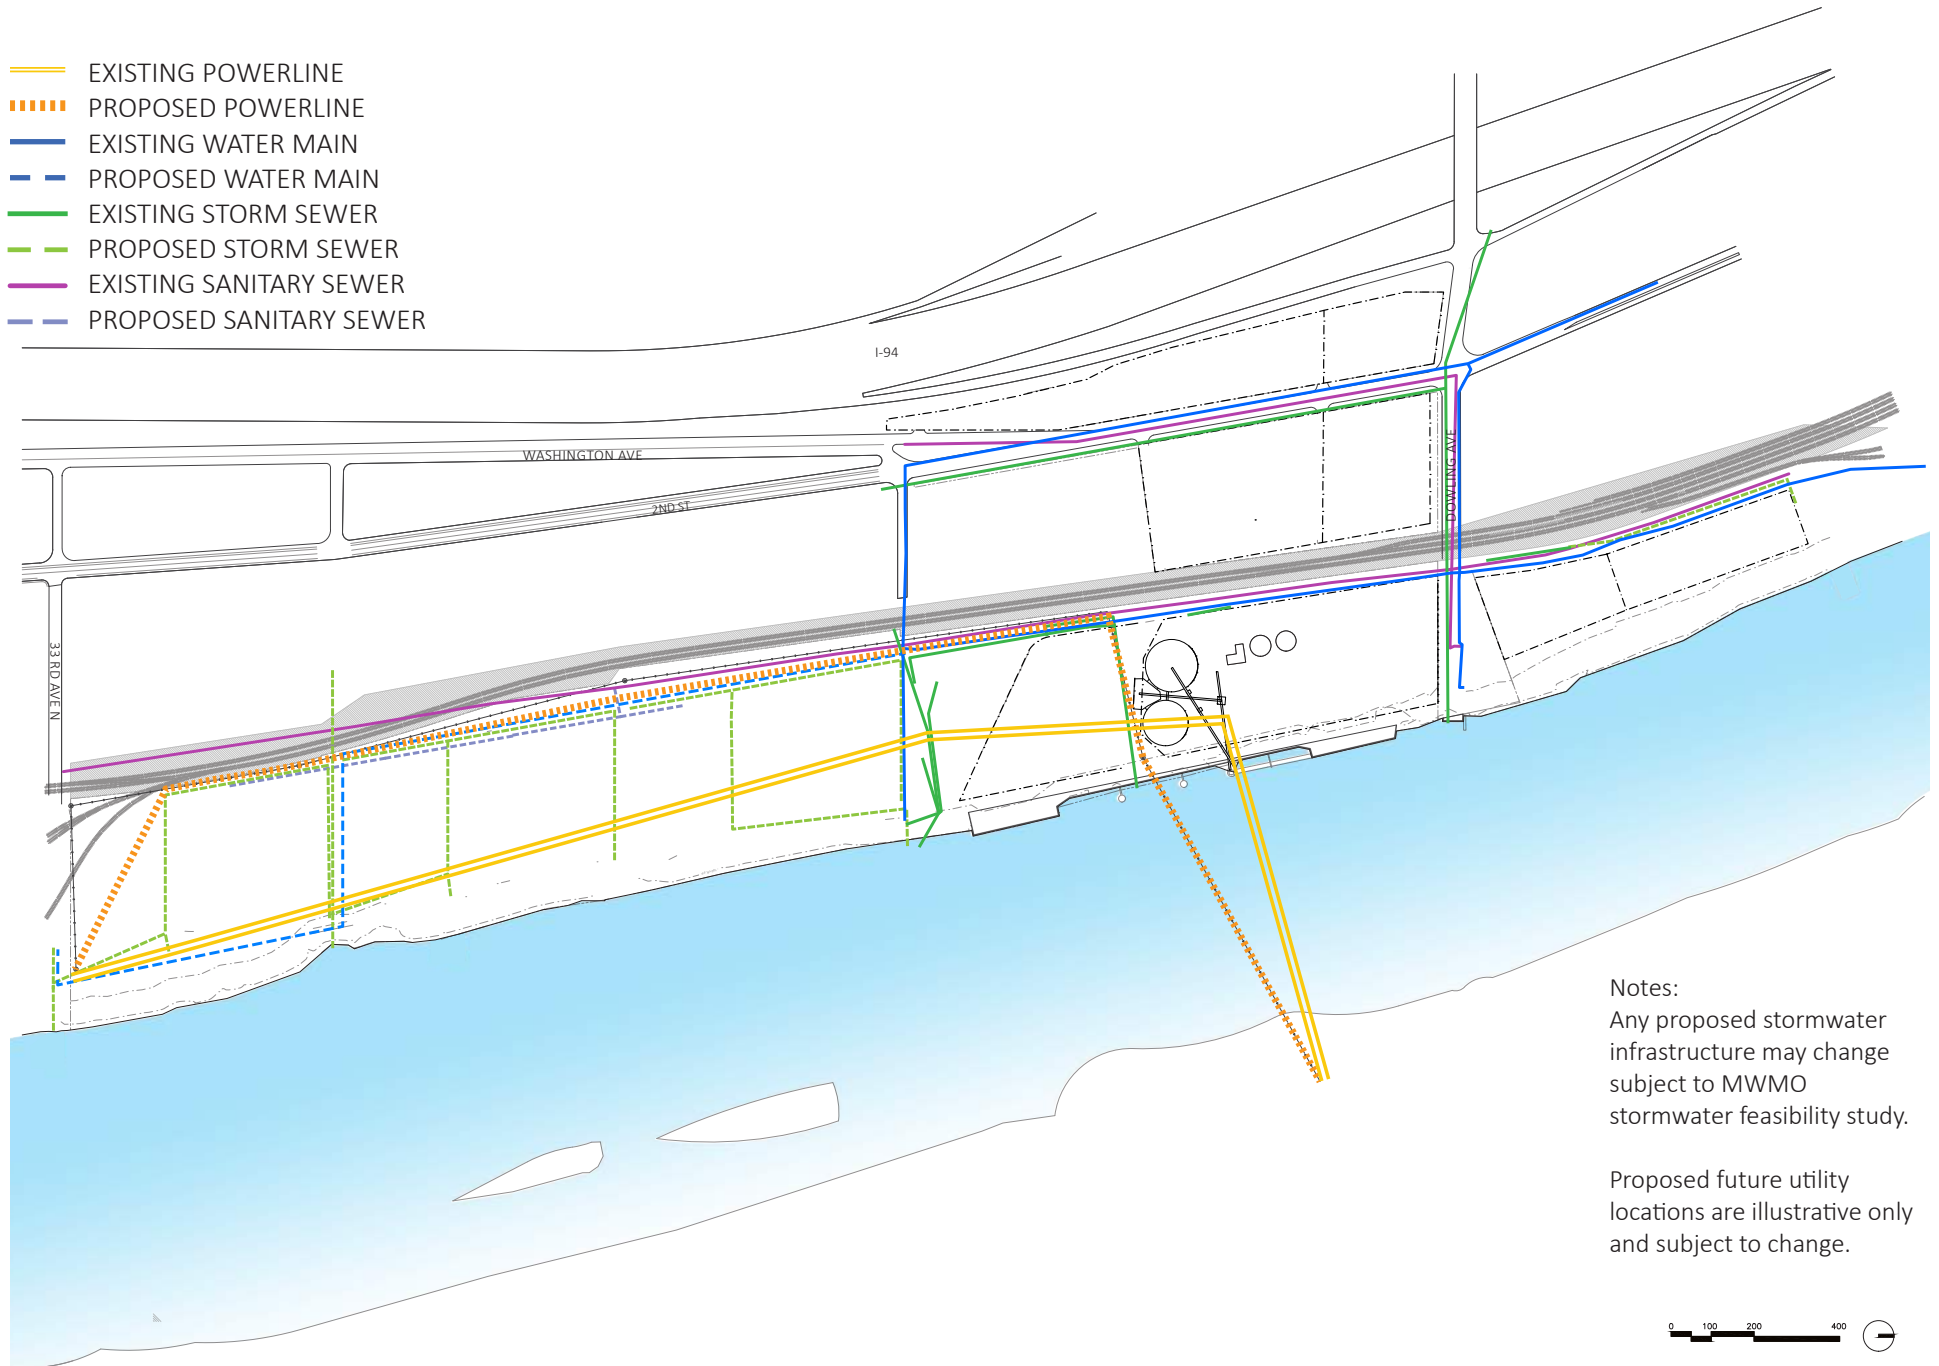 EXISTING POWERLINE
PROPOSED POWERLINE
EXISTING WATER MAIN
PROPOSED WATER MAIN
EXISTING STORM SEWER
PROPOSED STORM SEWER
EXISTING SANITARY SEWER
PROPOSED SANITARY SEWER
I-94
WASHINGTON AVE
2ND ST
DOWLING AVE
33 RD AVE N
Notes:
Any proposed stormwater
infrastructure may change
subject to MWMO
stormwater feasibility study.
Proposed future utility
locations are illustrative only
and subject to change.
0 100 200 400